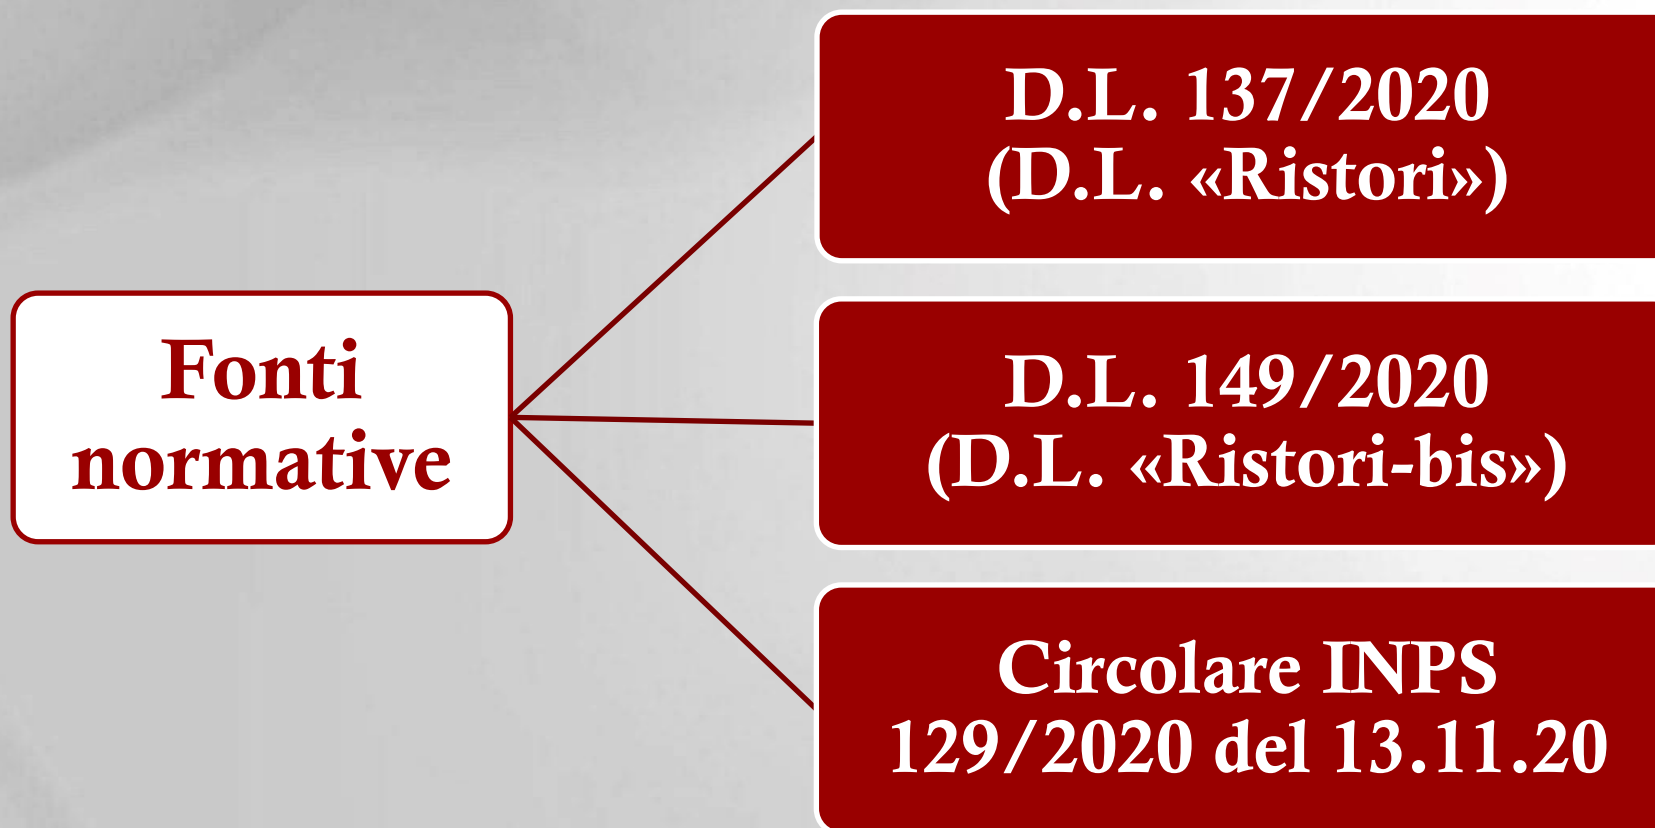 Fonti
normative
D.L. 137/2020
(D.L. «Ristori»)
D.L. 149/2020
(D.L. «Ristori-bis»)
Circolare INPS
129/2020 del 13.11.20